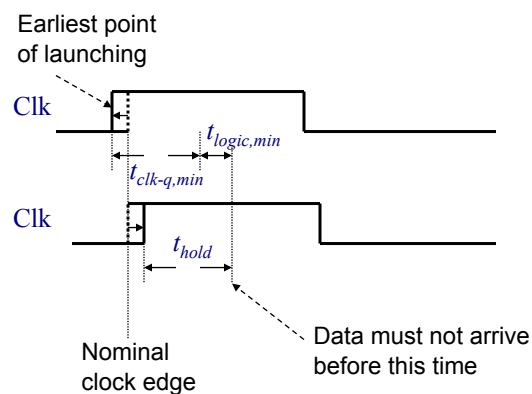 Earliest point
of launching
Clk
t_logic,min
t_clk-q,min
Clk
t_hold
Nominal
clock edge
Data must not arrive
before this time